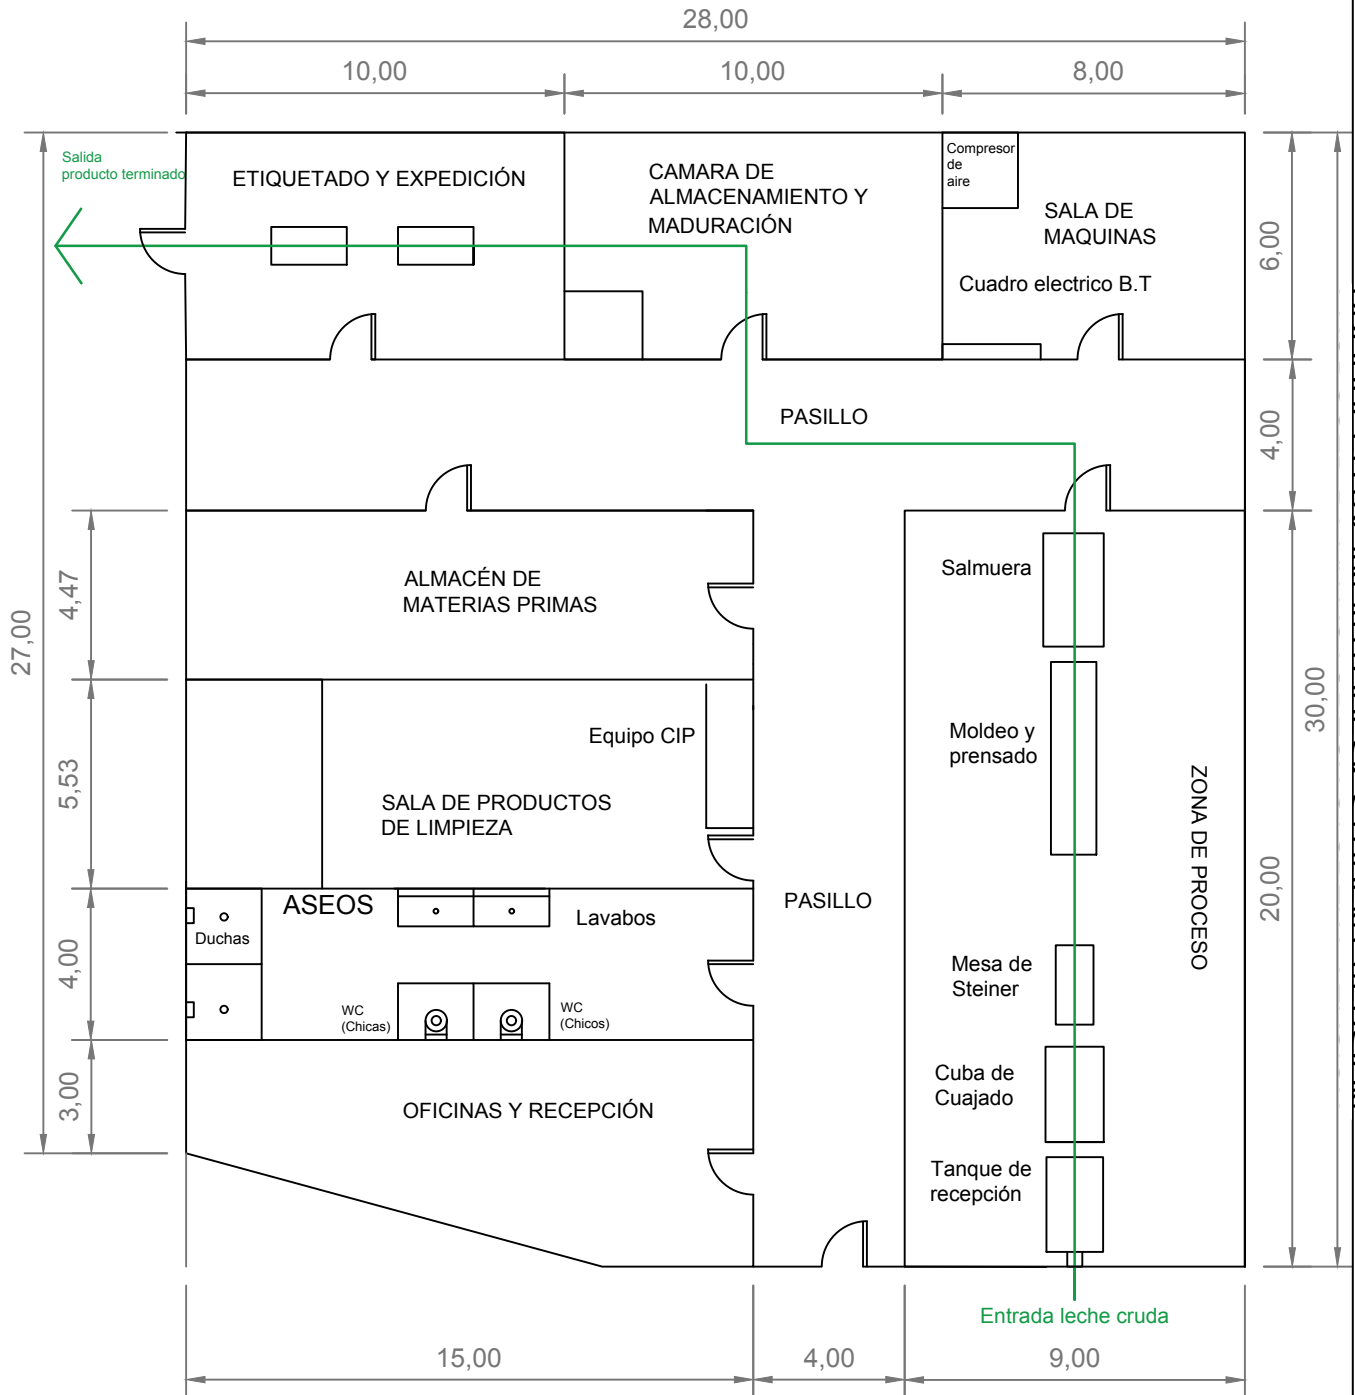 28,00
10,00
10,00
8,00
Salida
producto terminado
ETIQUETADO Y EXPEDICIÓN
CAMARA DE
ALMACENAMIENTO Y
MADURACIÓN
Compresor
de
aire
SALA DE
MAQUINAS
Cuadro electrico B.T
6,00
PASILLO
4,00
27,00
4,47
ALMACÉN DE
MATERIAS PRIMAS
Salmuera
30,00
5,53
Equipo CIP
SALA DE PRODUCTOS
DE LIMPIEZA
Moldeo y
prensado
ZONA DE PROCESO
20,00
ASEOS
Lavabos
Duchas
PASILLO
4,00
WC
(Chicas)
WC
(Chicos)
Mesa de
Steiner
3,00
OFICINAS Y RECEPCIÓN
Cuba de
Cuajado
Tanque de
recepción
Entrada leche cruda
15,00
4,00
9,00